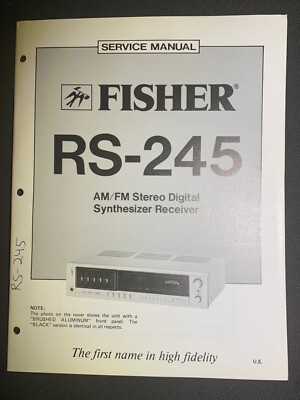 SERVICE MANUAL
FISHER®
RS-245
AM/FM Stereo Digital
Synthesizer Receiver
RS-245
NOTE:
The photo on the cover shows the unit with a
"BRUSHED ALUMINUM" front panel. The
"BLACK" version is identical in all respects.
The first name in high fidelity
U.S.